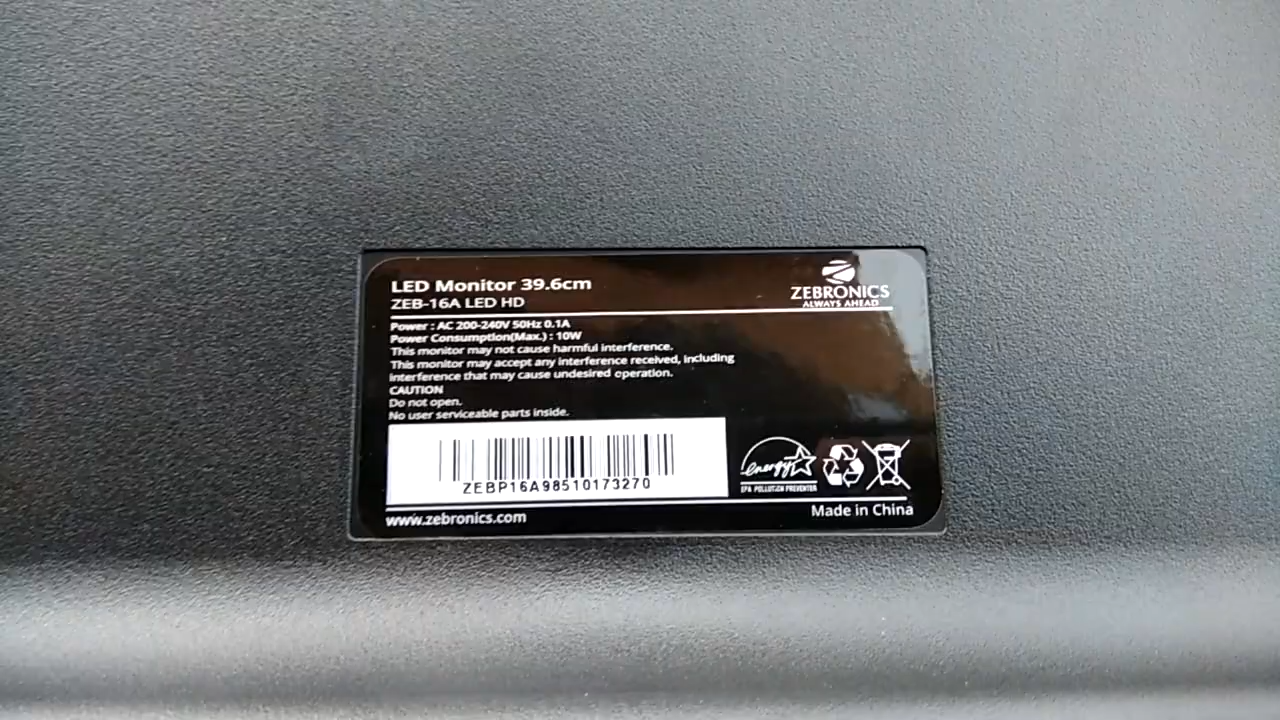 LED Monitor 39.6cm
ZEB-16A LED HD
ZEBRONICS
ALWAYS AHEAD
Power : AC 200-240V 50Hz 0.1A
Power Consumption(Max.) : 10W
This monitor may not cause harmful interference.
This monitor may accept any interference received, including
interference that may cause undesired operation.
CAUTION
Do not open.
No user serviceable parts inside.
ZEBP16A98510173270
energy
EPA POLLUTION PREVENTER
www.zebronics.com
Made in China